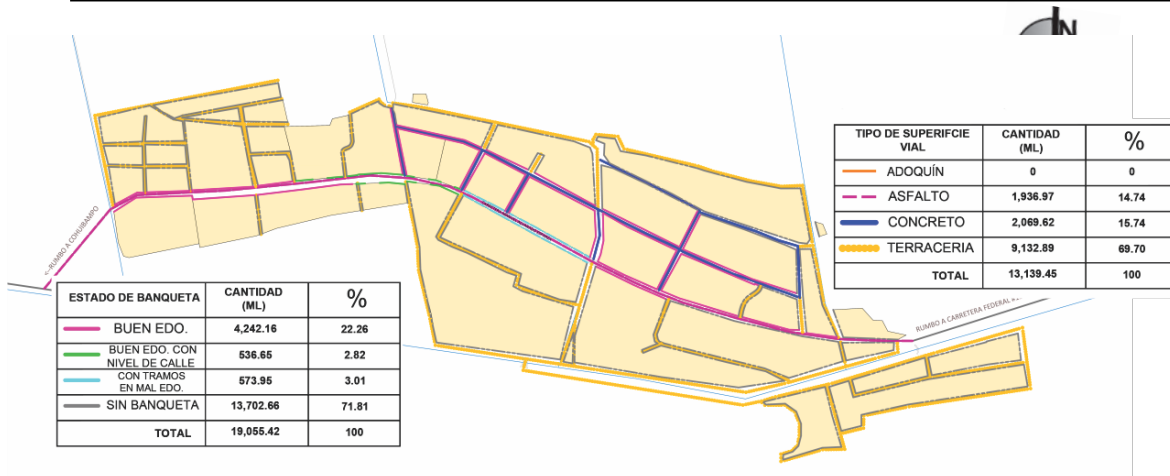 N
TIPO DE SUPERIFCIE VIAL CANTIDAD (ML) %
ADOQUÍN 0 0
ASFALTO 1,936.97 14.74
CONCRETO 2,069.62 15.74
TERRACERIA 9,132.89 69.70
TOTAL 13,139.45 100
<--RUMBO A COHUIBAMPO
RUMBO A CARRETERA FEDERAL
ESTADO DE BANQUETA CANTIDAD (ML) %
BUEN EDO. 4,242.16 22.26
BUEN EDO. CON NIVEL DE CALLE 536.65 2.82
CON TRAMOS EN MAL EDO. 573.95 3.01
SIN BANQUETA 13,702.66 71.81
TOTAL 19,055.42 100